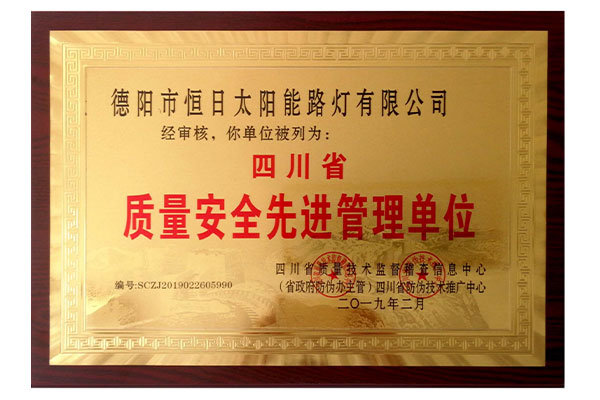 德阳市恒日太阳能路灯有限公司
经审核，你单位被列为：
四川省
质量安全先进管理单位
四川省质量技术监督稽查信息中心
编号:SCZJ2019022605990
（省政府防伪办主管）四川省防伪技术推广中心
二〇一九年二月